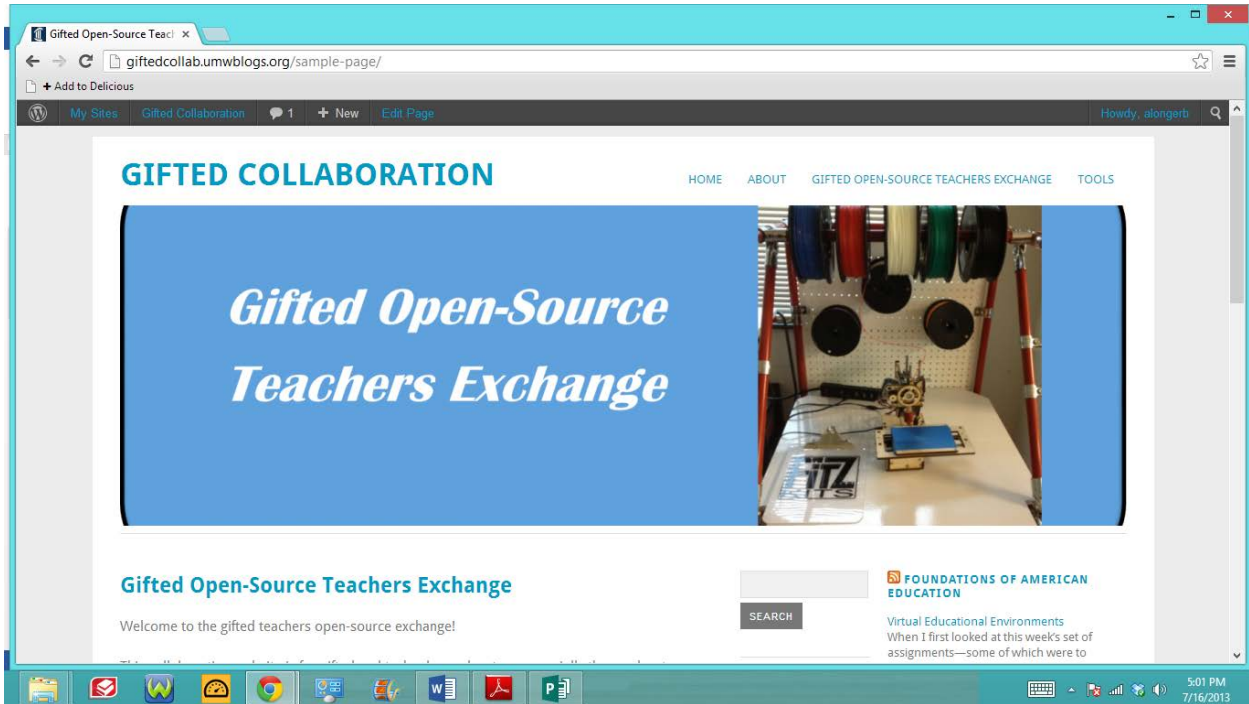 Gifted Open-Source Teacl
giftedcollab.umwblogs.org/sample-page/
+ Add to Delicious
My Sites Gifted Collaboration 1 + New Edit Page Howdy, alongerb
GIFTED COLLABORATION
HOME ABOUT GIFTED OPEN-SOURCE TEACHERS EXCHANGE TOOLS
Gifted Open-Source
Teachers Exchange
Gifted Open-Source Teachers Exchange
Welcome to the gifted teachers open-source exchange!
SEARCH
FOUNDATIONS OF AMERICAN
EDUCATION
Virtual Educational Environments
When I first looked at this week's set of
assignments—some of which were to
5:01 PM
7/16/2013